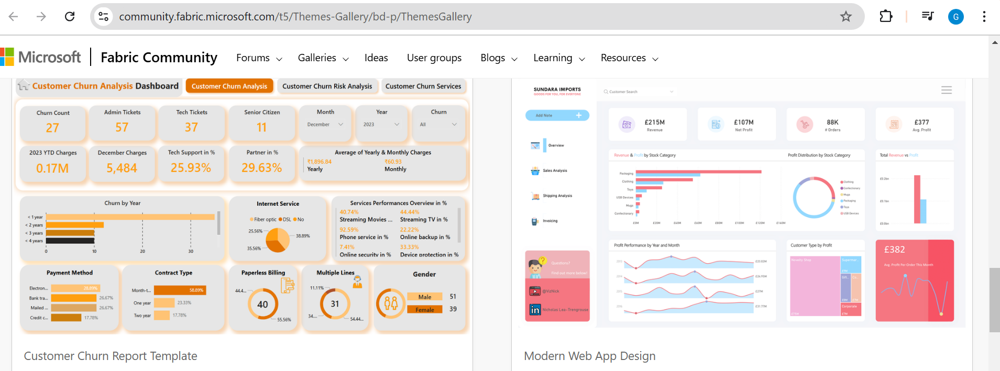 community.fabric.microsoft.com/t5/Themes-Gallery/bd-p/ThemesGallery
G
Microsoft
Fabric Community
Forums
Galleries
Ideas
User groups
Blogs
Learning
Resources
Customer Churn Analysis Dashboard
Customer Churn Analysis
Customer Churn Risk Analysis
Customer Churn Services
Churn Count
27
Admin Tickets
57
Tech Tickets
37
Senior Citizen
11
Month
December
Year
2023
Churn
All
2023 YTD Charges
0.17M
December Charges
5,484
Tech Support in %
25.93%
Partner in %
29.63%
Average of Yearly & Monthly Charges
₹1,896.84
Yearly
₹60.93
Monthly
Churn by Year
< 1 year
< 2 years
< 3 years
< 4 years
0 10 20 30
Internet Service
Fiber optic DSL No
25.56%
38.89%
35.56%
Services Performances Overview in %
40.74% 44.44%
Streaming Movies ... Streaming TV in %
92.59% 22.22%
Phone service in % Online backup in %
7.41% 33.33%
Online security in % Device protection in %
Payment Method
Electron... 28.89%
Bank tra... 26.67%
Mailed ... 26.67%
Credit c... 17.78%
Contract Type
Month-t... 58.89%
One year 23.33%
Two year 17.78%
Paperless Billing
44.4...
40
55.56%
Multiple Lines
11.11%
31
34....
54.44...
Gender
Male 51
Female 39
Customer Churn Report Template
SUNDARA IMPORTS
GOODS FOR YOU, FOR EVERYONE
Customer Search
Add Note
Overview
Sales Analysis
Shipping Analysis
Invoicing
Questions?
Find out more below!
@VizNick
Nicholas Lea-Trengrouse
£215M
Revenue
£107M
Net Profit
88K
# Orders
£377
Avg. Profit
Revenue & Profit by Stock Category
Packaging
Clothing
Toys
USB Devices
Mugs
Confectionary
£0M £20M £40M £60M £80M £100M £120M £140M
Profit Distribution by Stock Category
Clothing
Confectionary
Mugs
Packaging
Toys
USB Devices
Total Revenue vs Profit
£0.2bn
£0.1bn
£0.0bn
Profit Performance by Year and Month
2013 £23.02M
2014 £24.95M
2015 £27M
2016 £31.77M
Customer Type by Profit
Novelty Shop
£75M
Supermar...
Gift...
Co...
Corporate
£382
Avg. Profit Per Order This Month
Modern Web App Design